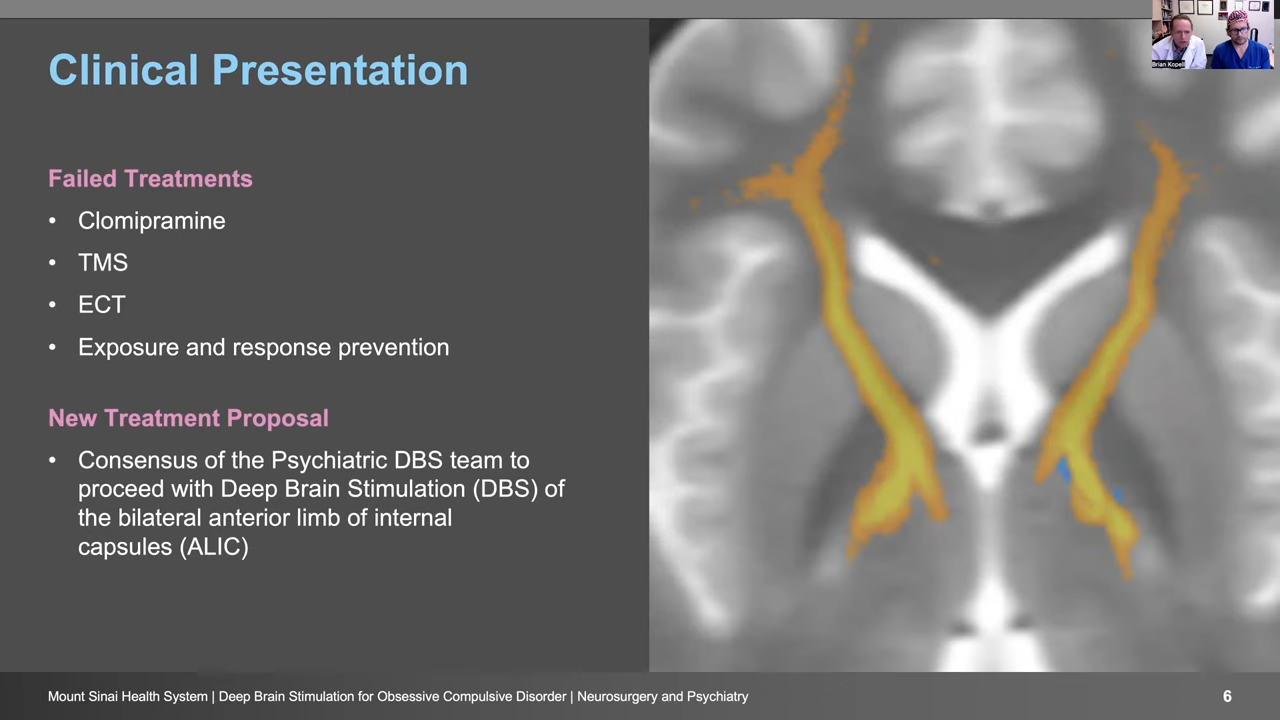 Clinical Presentation
Failed Treatments
• Clomipramine
• TMS
• ECT
• Exposure and response prevention
New Treatment Proposal
• Consensus of the Psychiatric DBS team to
proceed with Deep Brain Stimulation (DBS) of
the bilateral anterior limb of internal
capsules (ALIC)
Brian Kopell
Mount Sinai Health System | Deep Brain Stimulation for Obsessive Compulsive Disorder | Neurosurgery and Psychiatry
6